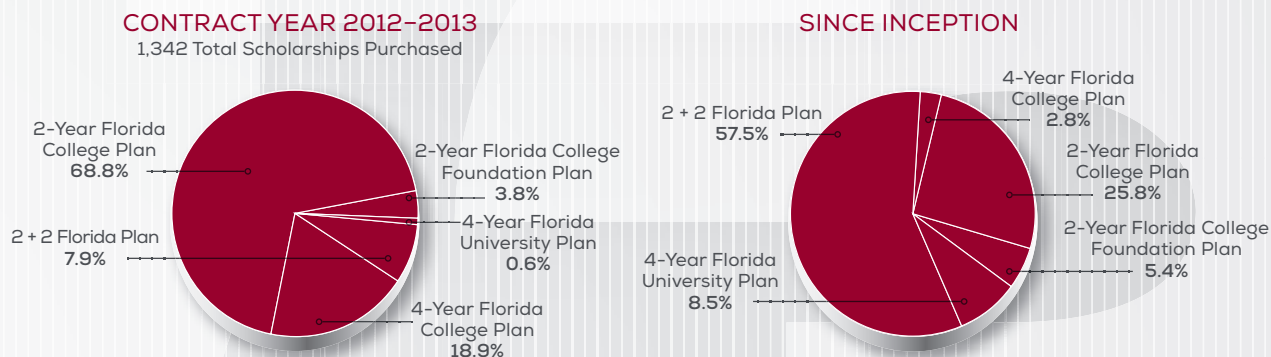 CONTRACT YEAR 2012–2013
1,342 Total Scholarships Purchased
2-Year Florida
College Plan
68.8%
2-Year Florida College
Foundation Plan
3.8%
4-Year Florida
University Plan
0.6%
2 + 2 Florida Plan
7.9%
4-Year Florida
College Plan
18.9%
SINCE INCEPTION
2 + 2 Florida Plan
57.5%
4-Year Florida
College Plan
2.8%
2-Year Florida
College Plan
25.8%
2-Year Florida College
Foundation Plan
5.4%
4-Year Florida
University Plan
8.5%